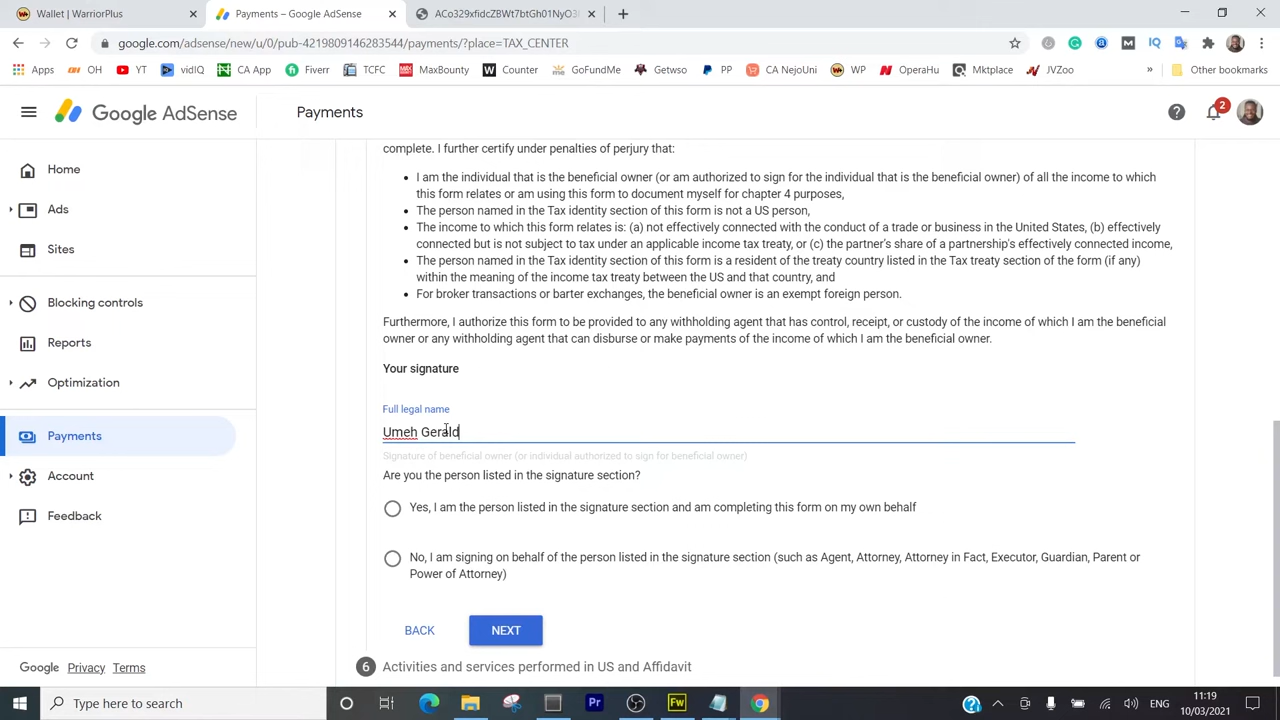 Wallet | WarriorPlus
Payments – Google AdSense
ACo329xfidcZBWt7btGh01NyO3
google.com/adsense/new/u/0/pub-4219809146283544/payments/?place=TAX_CENTER
Apps OH YT vidIQ CA App Fiverr TCFC MaxBounty Counter GoFundMe Getwso PP CA NejoUni WP OperaHu Mktplace JVZoo » Other bookmarks
Google AdSense
Payments
2
Home
Ads
Sites
Blocking controls
Reports
Optimization
Payments
Account
Feedback
Google Privacy Terms
complete. I further certify under penalties of perjury that:
• I am the individual that is the beneficial owner (or am authorized to sign for the individual that is the beneficial owner) of all the income to which
this form relates or am using this form to document myself for chapter 4 purposes,
• The person named in the Tax identity section of this form is not a US person,
• The income to which this form relates is: (a) not effectively connected with the conduct of a trade or business in the United States, (b) effectively
connected but is not subject to tax under an applicable income tax treaty, or (c) the partner's share of a partnership's effectively connected income,
• The person named in the Tax identity section of this form is a resident of the treaty country listed in the Tax treaty section of the form (if any)
within the meaning of the income tax treaty between the US and that country, and
• For broker transactions or barter exchanges, the beneficial owner is an exempt foreign person.
Furthermore, I authorize this form to be provided to any withholding agent that has control, receipt, or custody of the income of which I am the beneficial
owner or any withholding agent that can disburse or make payments of the income of which I am the beneficial owner.
Your signature
Full legal name
Umeh Gerald
Signature of beneficial owner (or individual authorized to sign for beneficial owner)
Are you the person listed in the signature section?
Yes, I am the person listed in the signature section and am completing this form on my own behalf
No, I am signing on behalf of the person listed in the signature section (such as Agent, Attorney, Attorney in Fact, Executor, Guardian, Parent or
Power of Attorney)
BACK NEXT
6 Activities and services performed in US and Affidavit
Type here to search
Pr
Fw
11:19
10/03/2021